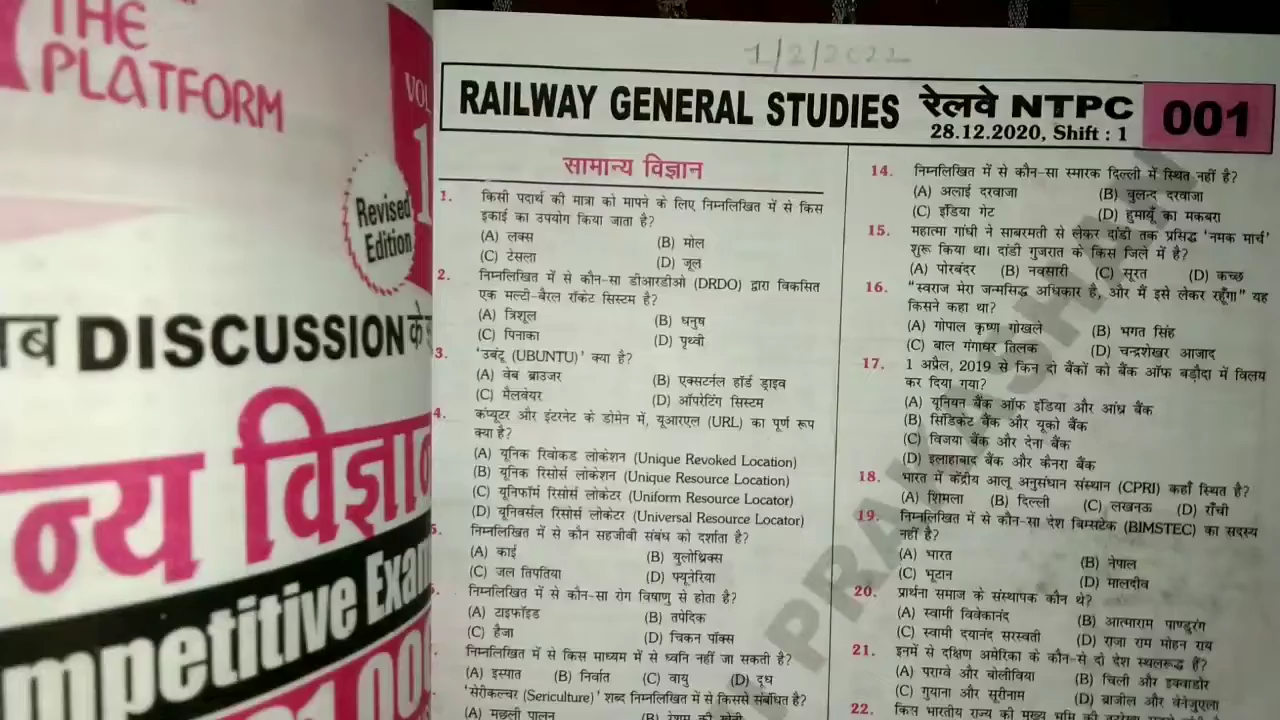 THE
PLATFORM
VOL
1
Revised
Edition
DISCUSSION के
न्य विज्ञान
mpetitive Exam
1/2/2022
RAILWAY GENERAL STUDIES रेलवे NTPC 001
28.12.2020, Shift : 1
सामान्य विज्ञान
1. किसी पदार्थ की मात्रा को मापने के लिए निम्नलिखित में से किस
इकाई का उपयोग किया जाता है?
(A) लक्स (B) मोल
(C) टेसला (D) जूल
2. निम्नलिखित में से कौन-सा डीआरडीओ (DRDO) द्वारा विकसित
एक मल्टी-बैरल रॉकेट सिस्टम है?
(A) त्रिशूल (B) धनुष
(C) पिनाका (D) पृथ्वी
3. 'उबंटू (UBUNTU)' क्या है?
(A) वेब ब्राउजर (B) एक्सटर्नल हॉर्ड ड्राइव
(C) मैलवेयर (D) ऑपरेटिंग सिस्टम
4. कंप्यूटर और इंटरनेट के डोमेन में, यूआरएल (URL) का पूर्ण रूप
क्या है?
(A) यूनिक रिवोकड लोकेशन (Unique Revoked Location)
(B) यूनिक रिसोर्स लोकेशन (Unique Resource Location)
(C) यूनिफॉर्म रिसोर्स लोकेटर (Uniform Resource Locator)
(D) यूनिवर्सल रिसोर्स लोकेटर (Universal Resource Locator)
निम्नलिखित में से कौन सहजीवी संबंध को दर्शाता है?
(A) काई (B) युलोथ्रिक्स
(C) जल तिपतिया (D) फ्यूनेरिया
निम्नलिखित में से कौन-सा रोग विषाणु से होता है?
(A) टाइफॉइड (B) तपेदिक
(C) हैजा (D) चिकन पॉक्स
निम्नलिखित में से किस माध्यम में से ध्वनि नहीं जा सकती है?
(A) इस्पात (B) निर्वात (C) वायु (D) दूध
'सेरीकल्चर (Sericulture)' शब्द निम्नलिखित में से किससे संबंधित है?
(A) मछली पालन (B) रेशम की खेती
14. निम्नलिखित में से कौन-सा स्मारक दिल्ली में स्थित नहीं है?
(A) अलाई दरवाजा (B) बुलन्द दरवाजा
(C) इंडिया गेट (D) हुमायूँ का मकबरा
15. महात्मा गांधी ने साबरमती से लेकर दांडी तक प्रसिद्ध 'नमक मार्च'
शुरू किया था। दांडी गुजरात के किस जिले में है?
(A) पोरबंदर (B) नवसारी (C) सूरत (D) कच्छ
16. "स्वराज मेरा जन्मसिद्ध अधिकार है, और मैं इसे लेकर रहूँगा" यह
किसने कहा था?
(A) गोपाल कृष्ण गोखले (B) भगत सिंह
(C) बाल गंगाधर तिलक (D) चन्द्रशेखर आजाद
17. 1 अप्रैल, 2019 से किन दो बैंकों को बैंक ऑफ बड़ौदा में विलय
कर दिया गया?
(A) यूनियन बैंक ऑफ इंडिया और आंध्र बैंक
(B) सिंडिकेट बैंक और यूको बैंक
(C) विजया बैंक और देना बैंक
(D) इलाहाबाद बैंक और कैनरा बैंक
18. भारत में केंद्रीय आलू अनुसंधान संस्थान (CPRI) कहाँ स्थित है?
(A) शिमला (B) दिल्ली (C) लखनऊ (D) राँची
19. निम्नलिखित में से कौन-सा देश बिम्सटेक (BIMSTEC) का सदस्य
नहीं है?
(A) भारत (B) नेपाल
(C) भूटान (D) मालदीव
20. प्रार्थना समाज के संस्थापक कौन थे?
(A) स्वामी विवेकानंद (B) आत्माराम पाण्डुरंग
(C) स्वामी दयानंद सरस्वती (D) राजा राम मोहन राय
21. इनमें से दक्षिण अमेरिका के कौन-से दो देश स्थलरूद्ध हैं?
(A) पराग्वे और बोलीविया (B) चिली और इक्वाडोर
(C) गुयाना और सूरीनाम (D) ब्राजील और वेनेजुएला
22. किस भारतीय राज्य की मुख्य भूमि की